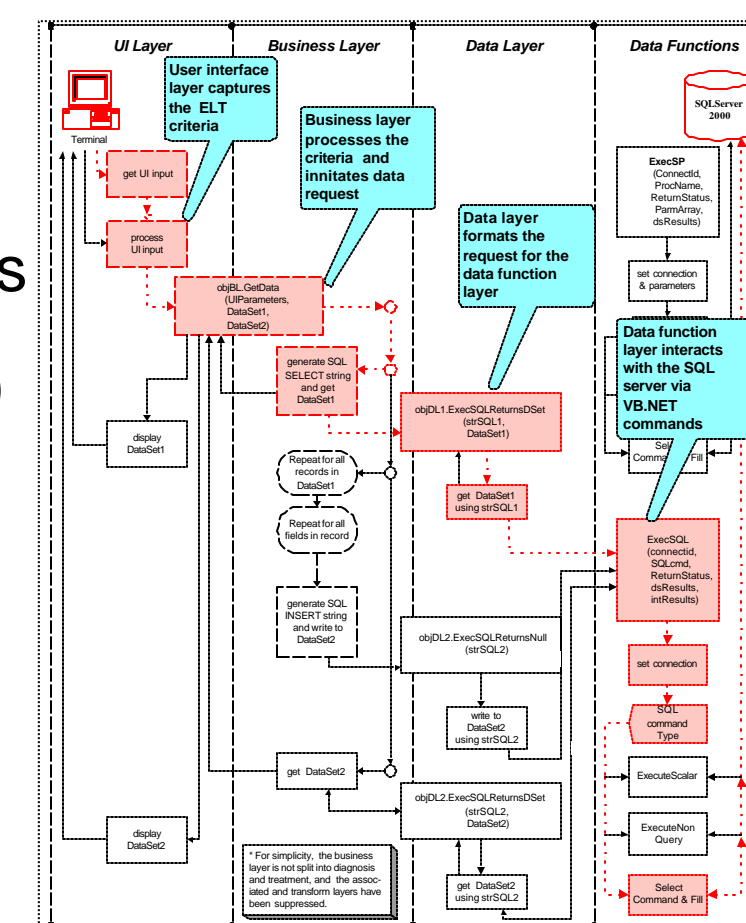 UI Layer
Business Layer
Data Layer
Data Functions
s
)
Terminal
User interface
layer captures
the ELT
criteria
get UI input
process
UI input
Business layer
processes the
criteria and
innitates data
request
objBL.GetData
(UIParameters,
DataSet1,
DataSet2)
generate SQL
SELECT string
and get
DataSet1
display
DataSet1
Repeat for all
records in
DataSet1
Repeat for all
fields in record
generate SQL
INSERT string
and write to
DataSet2
get DataSet2
display
DataSet2
* For simplicity, the business
layer is not split into diagnosis
and treatment, and the assoc-
iated and transform layers have
been suppressed.
Data layer
formats the
request for the
data function
layer
objDL1.ExecSQLReturnsDSet
(strSQL1,
DataSet1)
get DataSet1
using strSQL1
objDL2.ExecSQLReturnsNull
(strSQL2)
write to
DataSet2
using strSQL2
objDL2.ExecSQLReturnsDSet
(strSQL2,
DataSet2)
get DataSet2
using strSQL2
SQLServer
2000
ExecSP
(ConnectId,
ProcName,
ReturnStatus,
ParmArray,
dsResults)
set connection
& parameters
Data function
layer interacts
with the SQL
server via
VB.NET
commands
Sel
Comma Fill
ExecSQL
(connectid,
SQLcmd,
ReturnStatus,
dsResults,
intResults)
set connection
SQL
command
Type
ExecuteScalar
ExecuteNon
Query
Select
Command & Fill